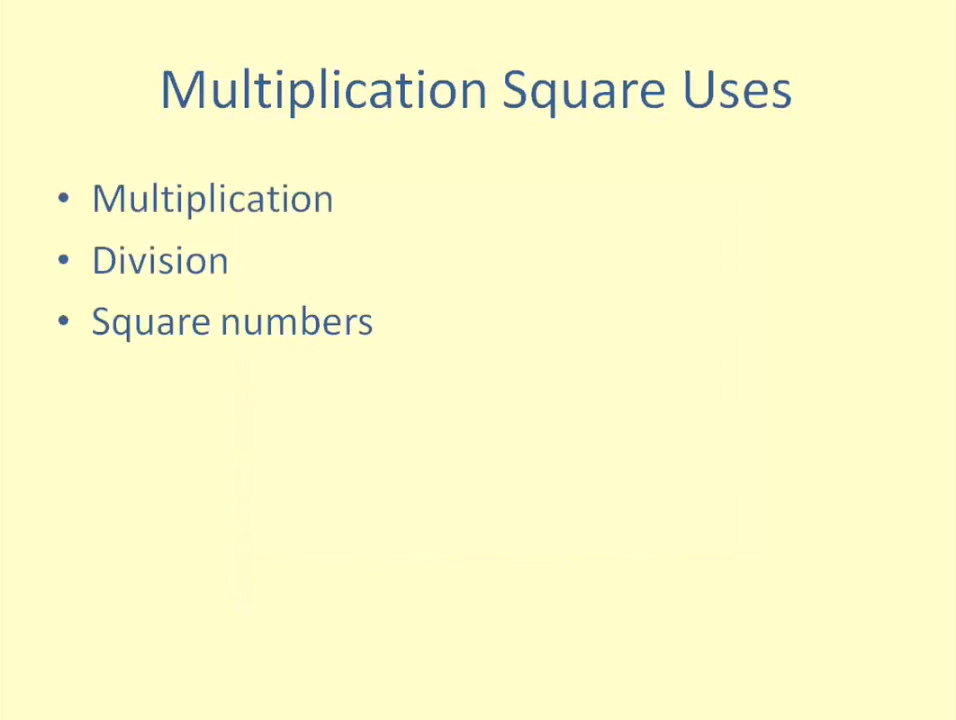 Multiplication Square Uses
• Multiplication
• Division
• Square numbers